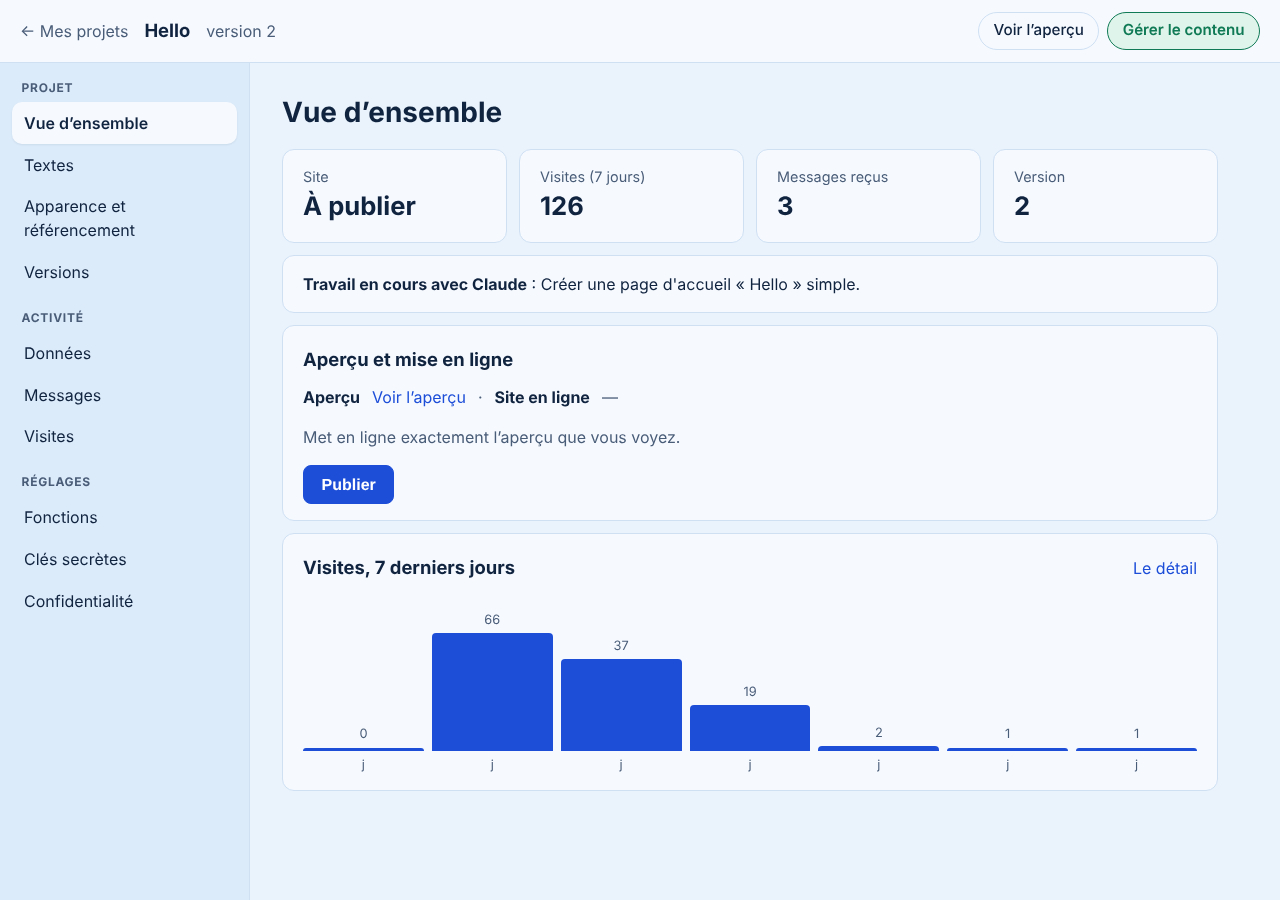 ← Mes projets Hello version 2 Voir l’aperçu Gérer le contenu
PROJET
Vue d’ensemble
Textes
Apparence et
référencement
Versions
ACTIVITÉ
Données
Messages
Visites
RÉGLAGES
Fonctions
Clés secrètes
Confidentialité
Vue d’ensemble
Site
À publier
Visites (7 jours)
126
Messages reçus
3
Version
2
Travail en cours avec Claude : Créer une page d'accueil « Hello » simple.
Aperçu et mise en ligne
Aperçu Voir l’aperçu · Site en ligne —
Met en ligne exactement l’aperçu que vous voyez.
Publier
Visites, 7 derniers jours Le détail
0 66 37 19 2 1 1
j j j j j j j